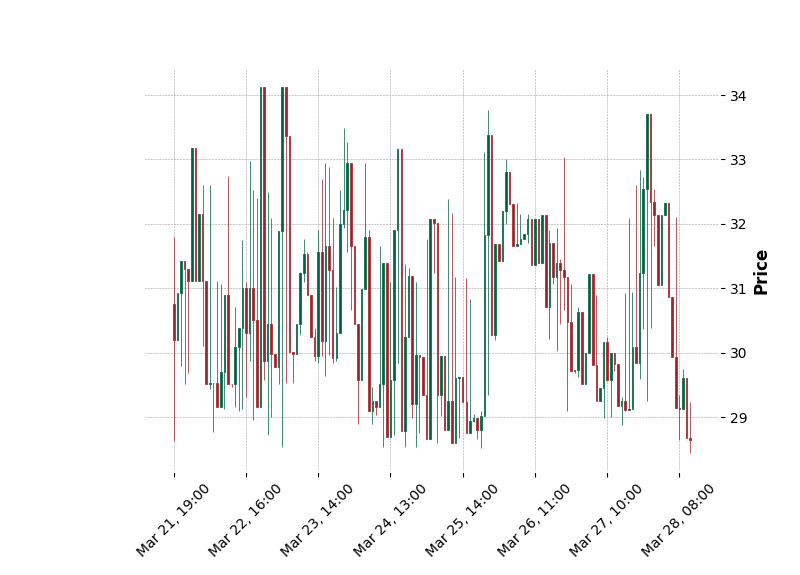 34
33
32
31
30
29
Price
Mar 21, 19:00
Mar 22, 16:00
Mar 23, 14:00
Mar 24, 13:00
Mar 25, 14:00
Mar 26, 11:00
Mar 27, 10:00
Mar 28, 08:00